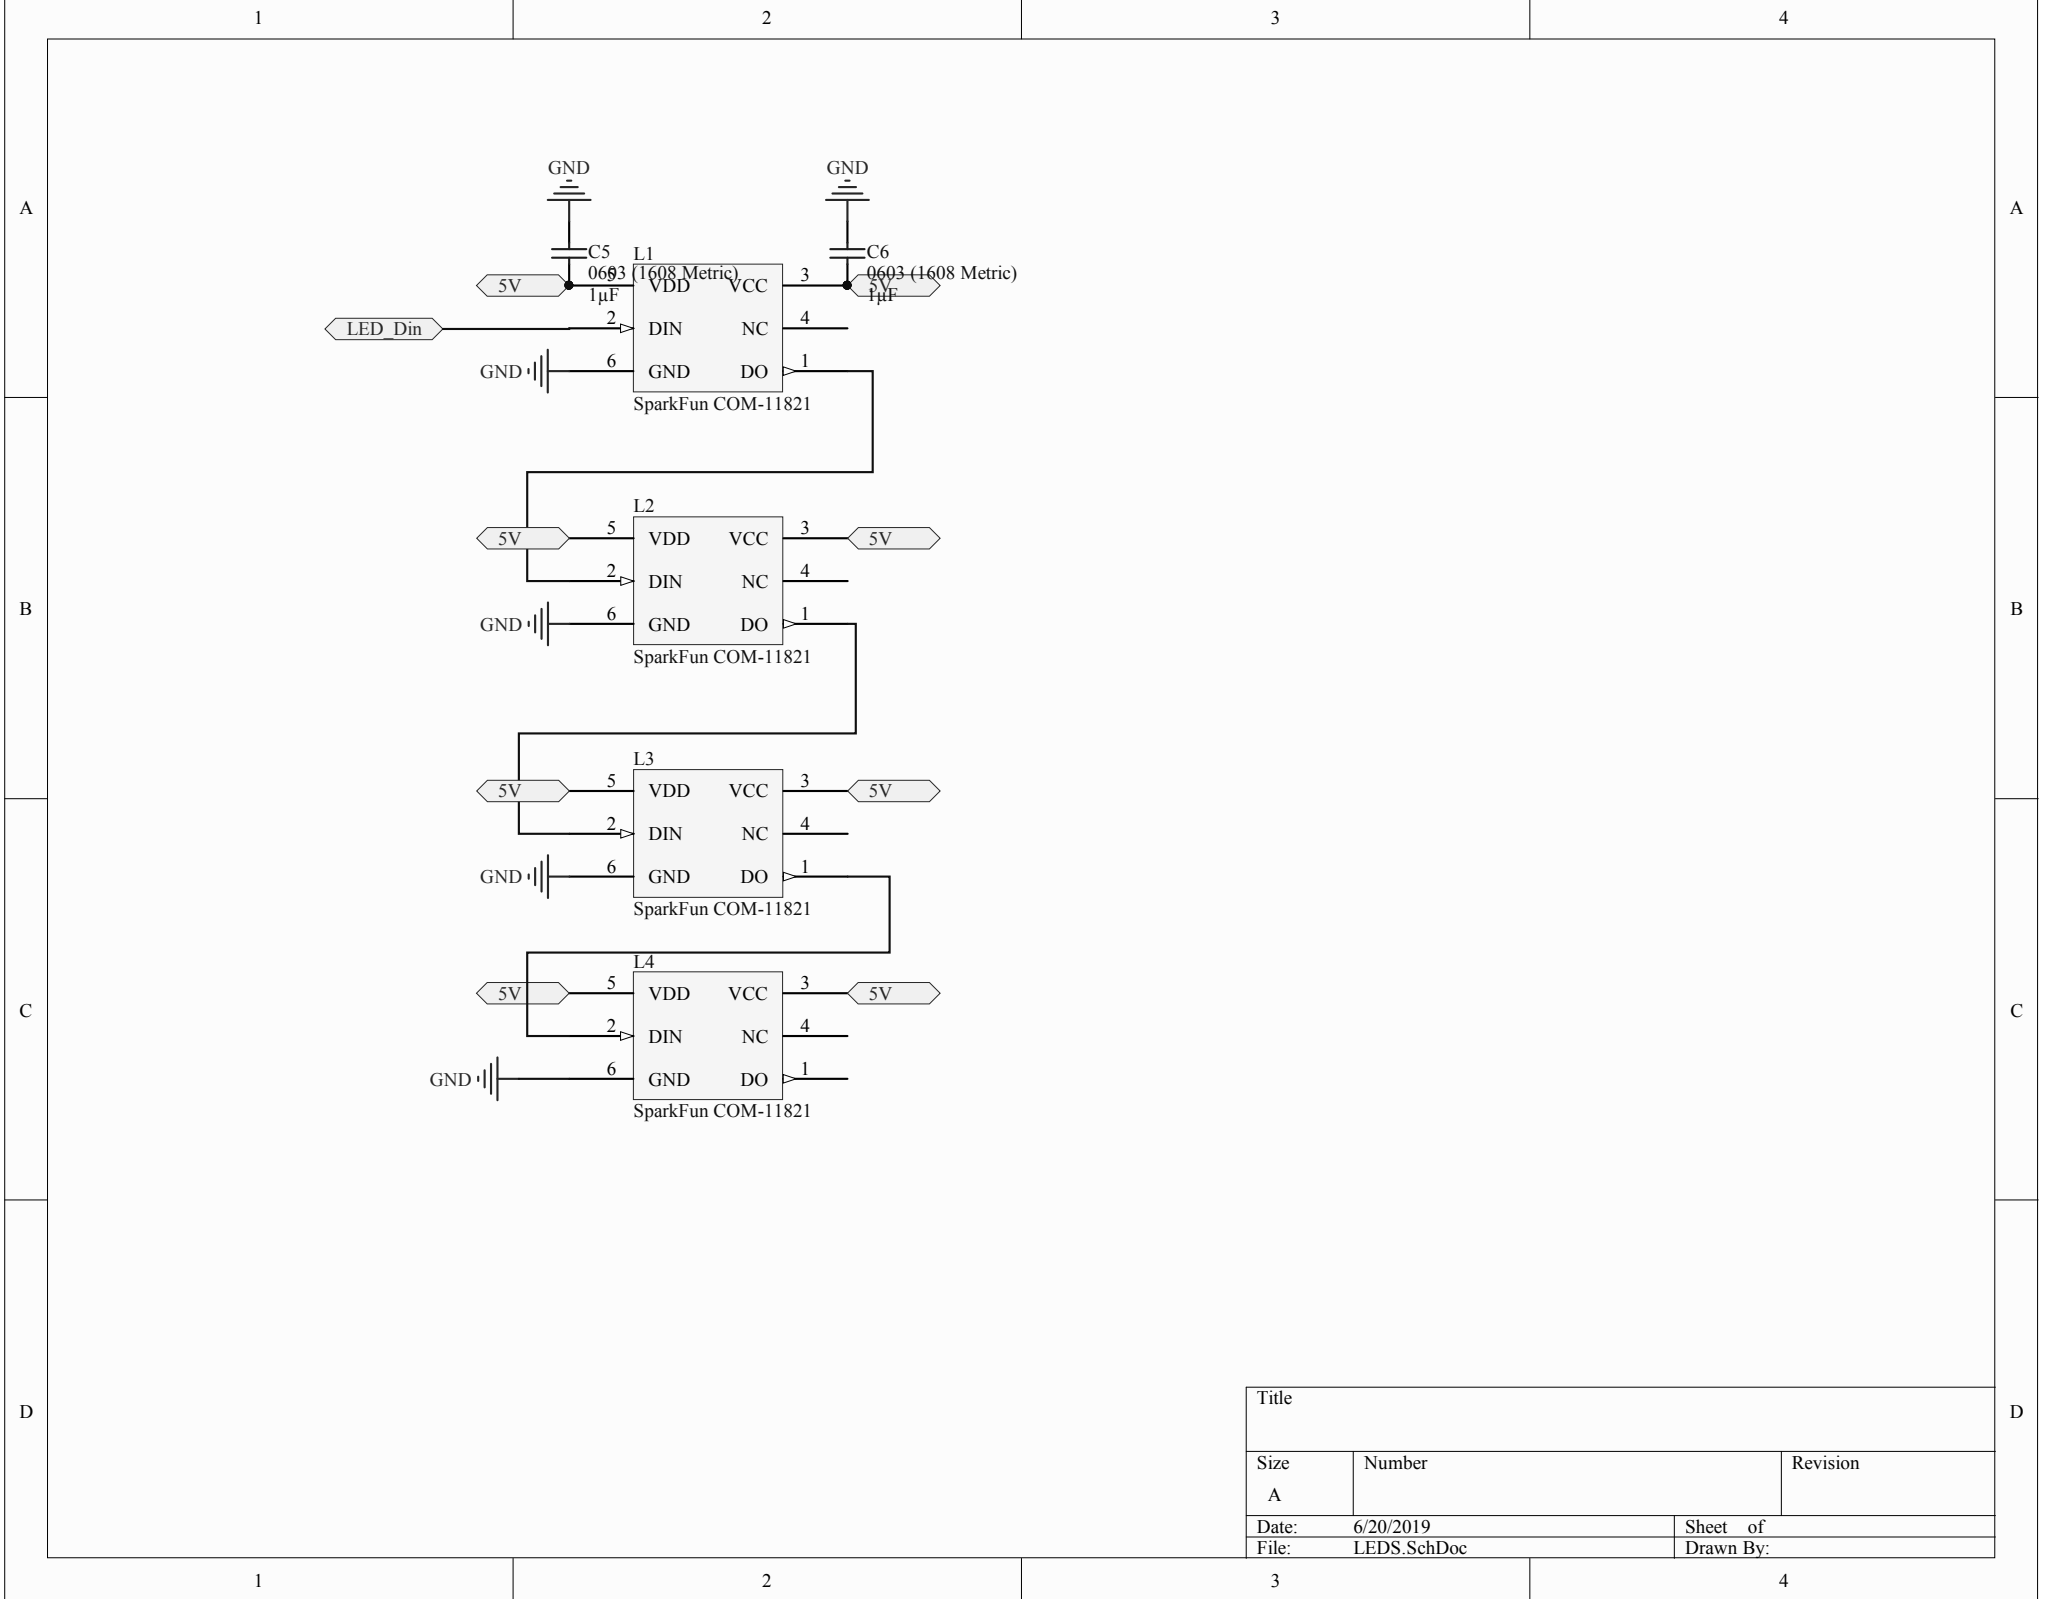 1 2 3 4
A A
GND GND
C5 L1 C6
0603 (1608 Metric) 0603 (1608 Metric)
5V 5 VDD VCC 3 5V
1µF 1µF
LED_Din 2 DIN NC 4
GND 6 GND DO 1
SparkFun COM-11821
L2
5V 5 VDD VCC 3 5V
2 DIN NC 4
B B
GND 6 GND DO 1
SparkFun COM-11821
L3
5V 5 VDD VCC 3 5V
2 DIN NC 4
GND 6 GND DO 1
SparkFun COM-11821
L4
5V 5 VDD VCC 3 5V
C C
2 DIN NC 4
GND 6 GND DO 1
SparkFun COM-11821
Title
D D
Size Number Revision
A
Date: 6/20/2019 Sheet of
File: LEDS.SchDoc Drawn By:
1 2 3 4